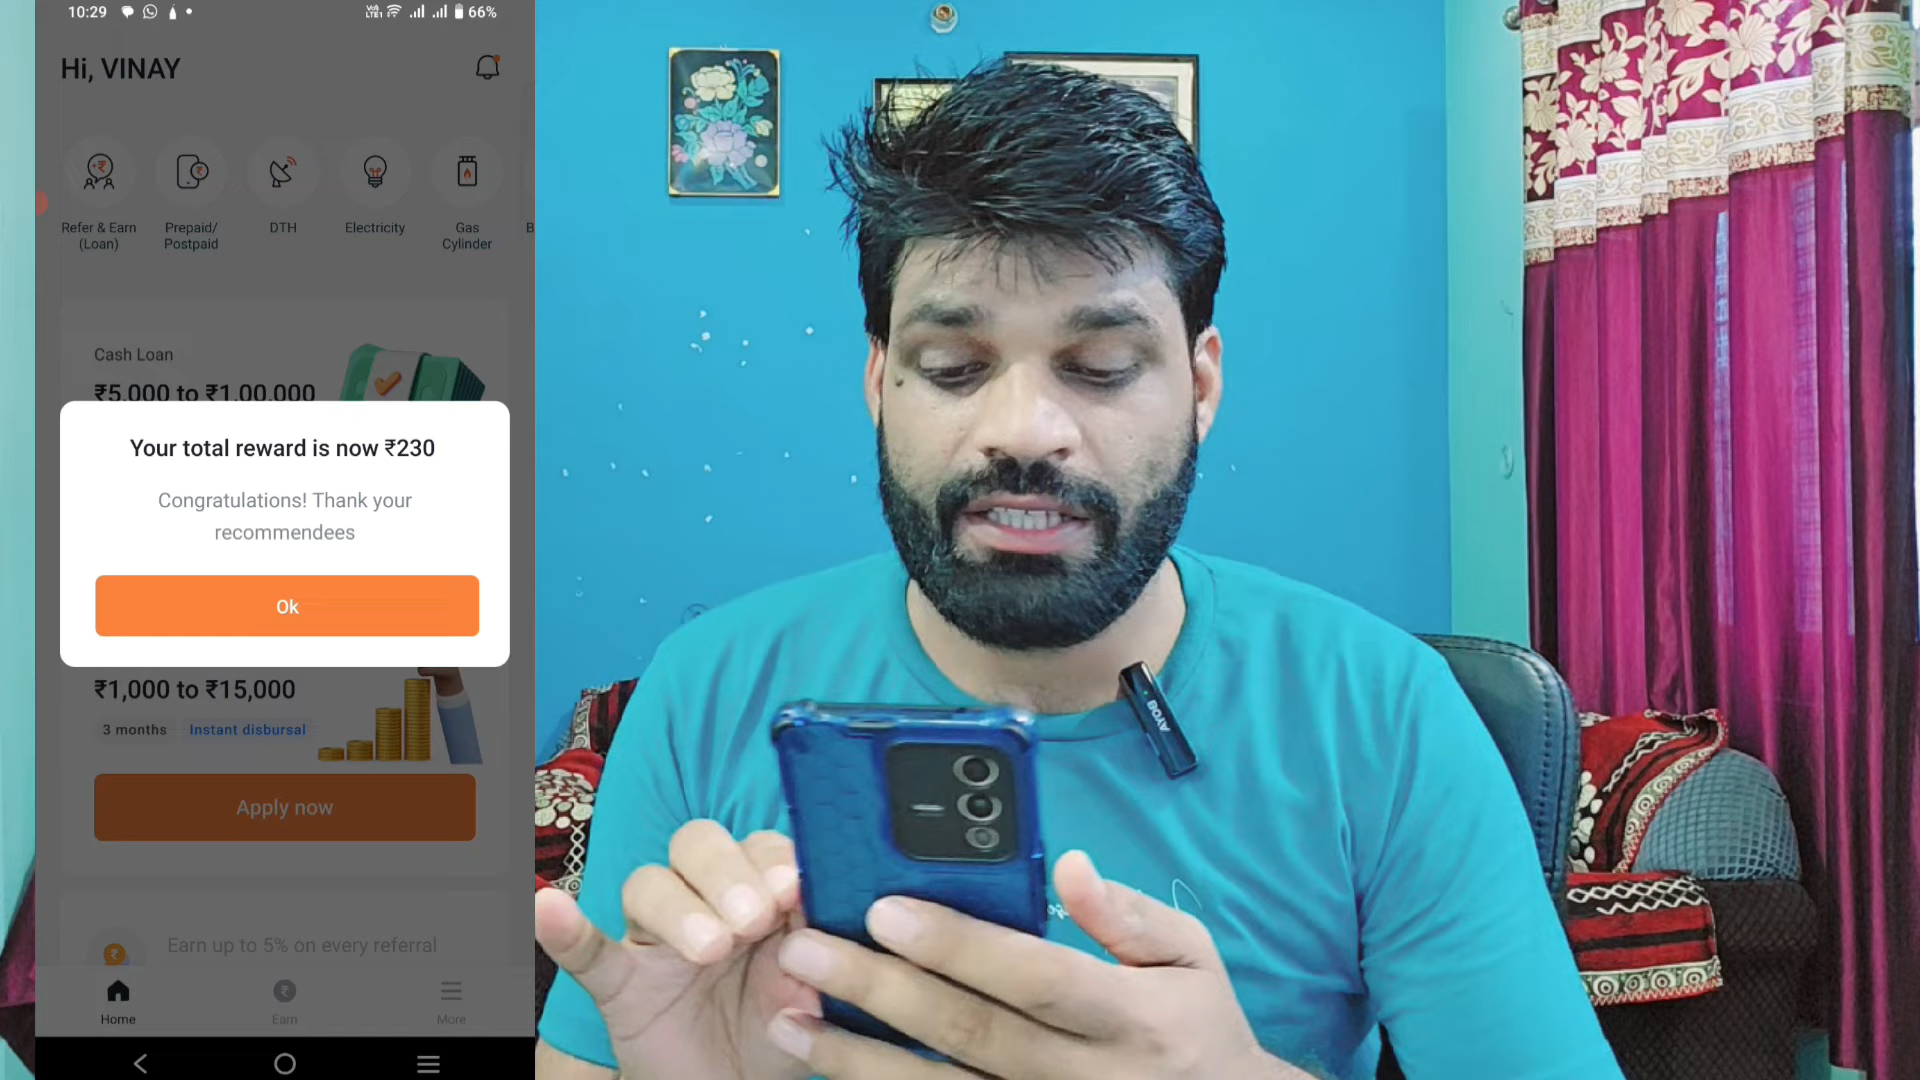 10:29
Vo)
LTE1
66%
Hi, VINAY
Refer & Earn
(Loan)
Prepaid/
Postpaid
DTH
Electricity
Gas
Cylinder
B
Cash Loan
₹5,000 to ₹1,00,000
Your total reward is now ₹230
Congratulations! Thank your
recommendees
Ok
₹1,000 to ₹15,000
3 months
Instant disbursal
Apply now
Earn up to 5% on every referral
Home
Earn
More
BOYA